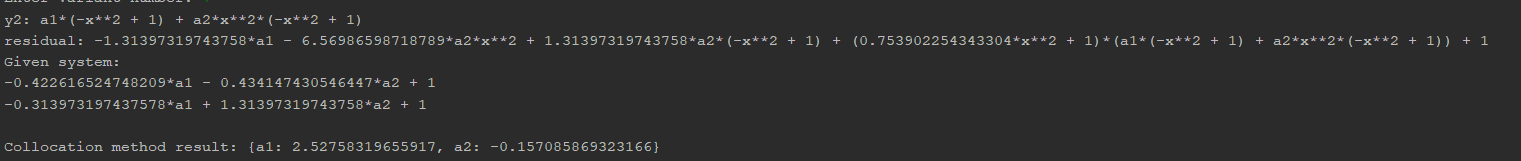 Enter variant number:
y2: a1*(-x**2 + 1) + a2*x**2*(-x**2 + 1)
residual: -1.31397319743758*a1 - 6.56986598718789*a2*x**2 + 1.31397319743758*a2*(-x**2 + 1) + (0.753902254343304*x**2 + 1)*(a1*(-x**2 + 1) + a2*x**2*(-x**2 + 1)) + 1
Given system:
-0.422616524748209*a1 - 0.434147430546447*a2 + 1
-0.313973197437578*a1 + 1.31397319743758*a2 + 1
Collocation method result: {a1: 2.52758319655917, a2: -0.157085869323166}